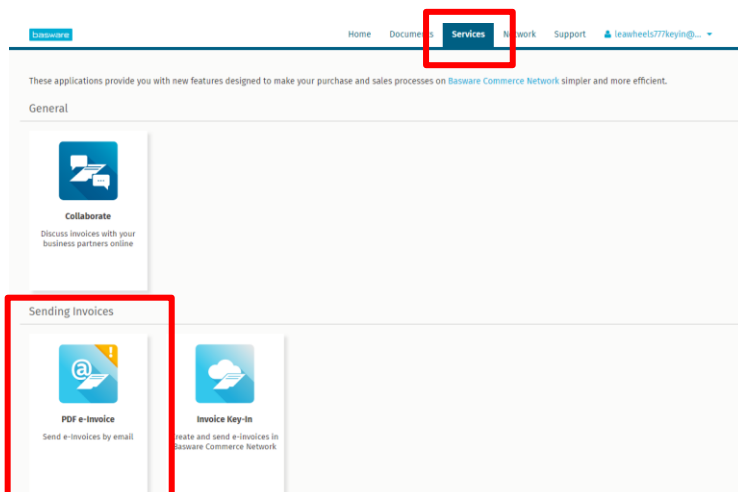 basware
Home Documents Services Network Support leawheels777keyin@...
These applications provide you with new features designed to make your purchase and sales processes on Basware Commerce Network simpler and more efficient.
General
Collaborate
Discuss invoices with your
business partners online
Sending Invoices
@
!
PDF e-Invoice
Send e-Invoices by email
Invoice Key-In
Create and send e-invoices in
Basware Commerce Network